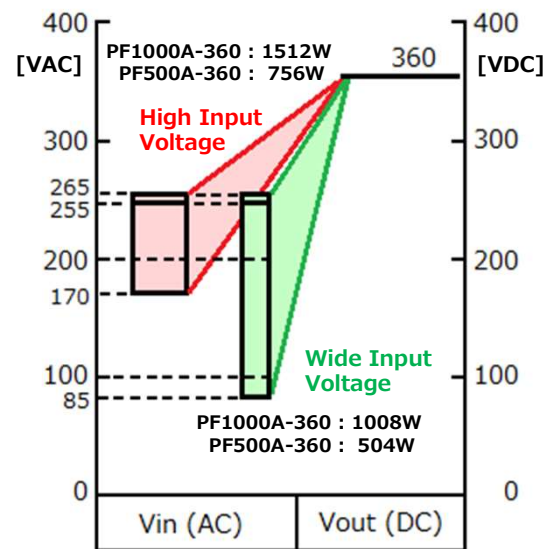 400
400
[VAC]
PF1000A-360 : 1512W
PF500A-360 : 756W
360
[VDC]
High Input
Voltage
300
300
265
255
200
200
170
Wide Input
Voltage
100
100
85
PF1000A-360 : 1008W
PF500A-360 : 504W
0
0
Vin (AC)
Vout (DC)